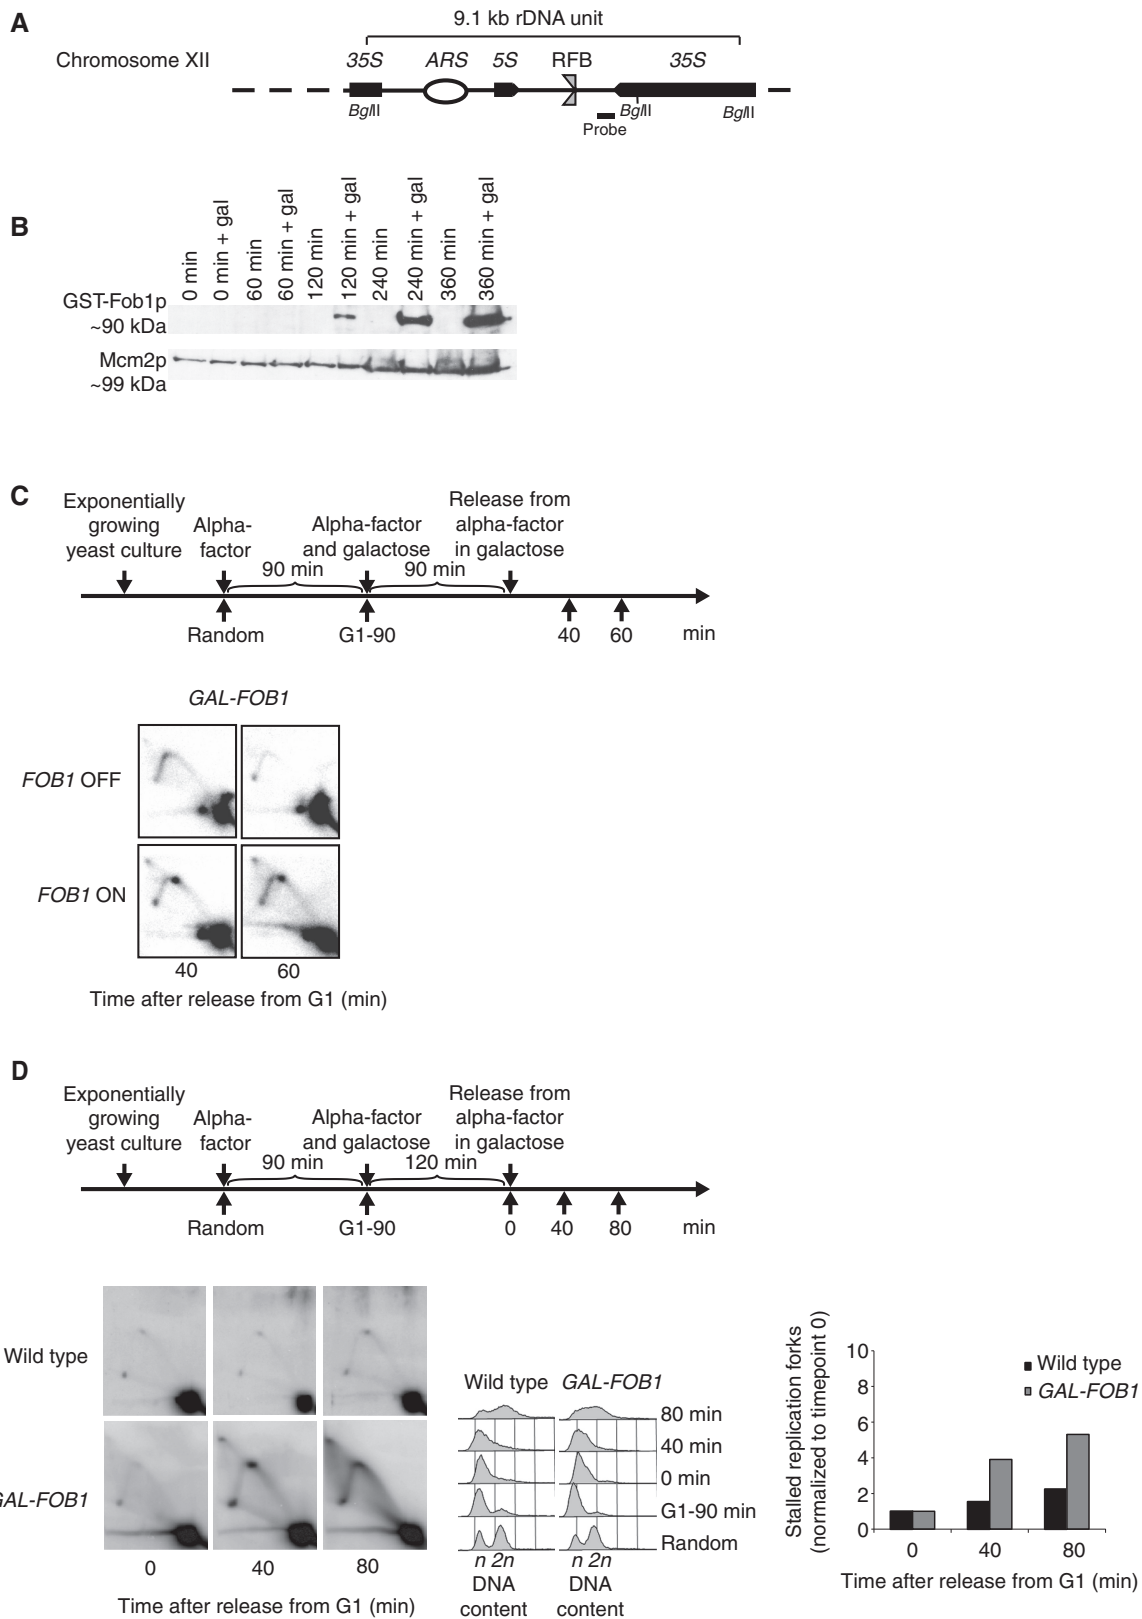 A
9.1 kb rDNA unit
Chromosome XII
35S
ARS
5S
RFB
35S
BglII
BglII
BglII
Probe
B
0 min
0 min + gal
60 min
60 min + gal
120 min
120 min + gal
240 min
240 min + gal
360 min
360 min + gal
GST-Fob1p
~90 kDa
Mcm2p
~99 kDa
C
Exponentially
growing
yeast culture
Alpha-
factor
Alpha-factor
and galactose
Release from
alpha-factor
in galactose
90 min
90 min
Random
G1-90
40
60
min
GAL-FOB1
FOB1 OFF
FOB1 ON
40
60
Time after release from G1 (min)
D
Exponentially
growing
yeast culture
Alpha-
factor
Alpha-factor
and galactose
Release from
alpha-factor
in galactose
90 min
120 min
Random
G1-90
0
40
80
min
Wild type
GAL-FOB1
0
40
80
Time after release from G1 (min)
Wild type
GAL-FOB1
80 min
40 min
0 min
G1-90 min
Random
n 2n
DNA
content
n 2n
DNA
content
Stalled replication forks
(normalized to timepoint 0)
10
8
6
4
2
0
Wild type
GAL-FOB1
0
40
80
Time after release from G1 (min)